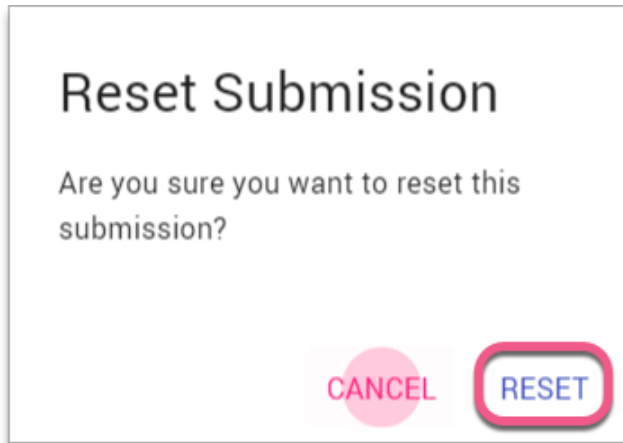 Reset Submission
Are you sure you want to reset this
submission?
CANCEL RESET